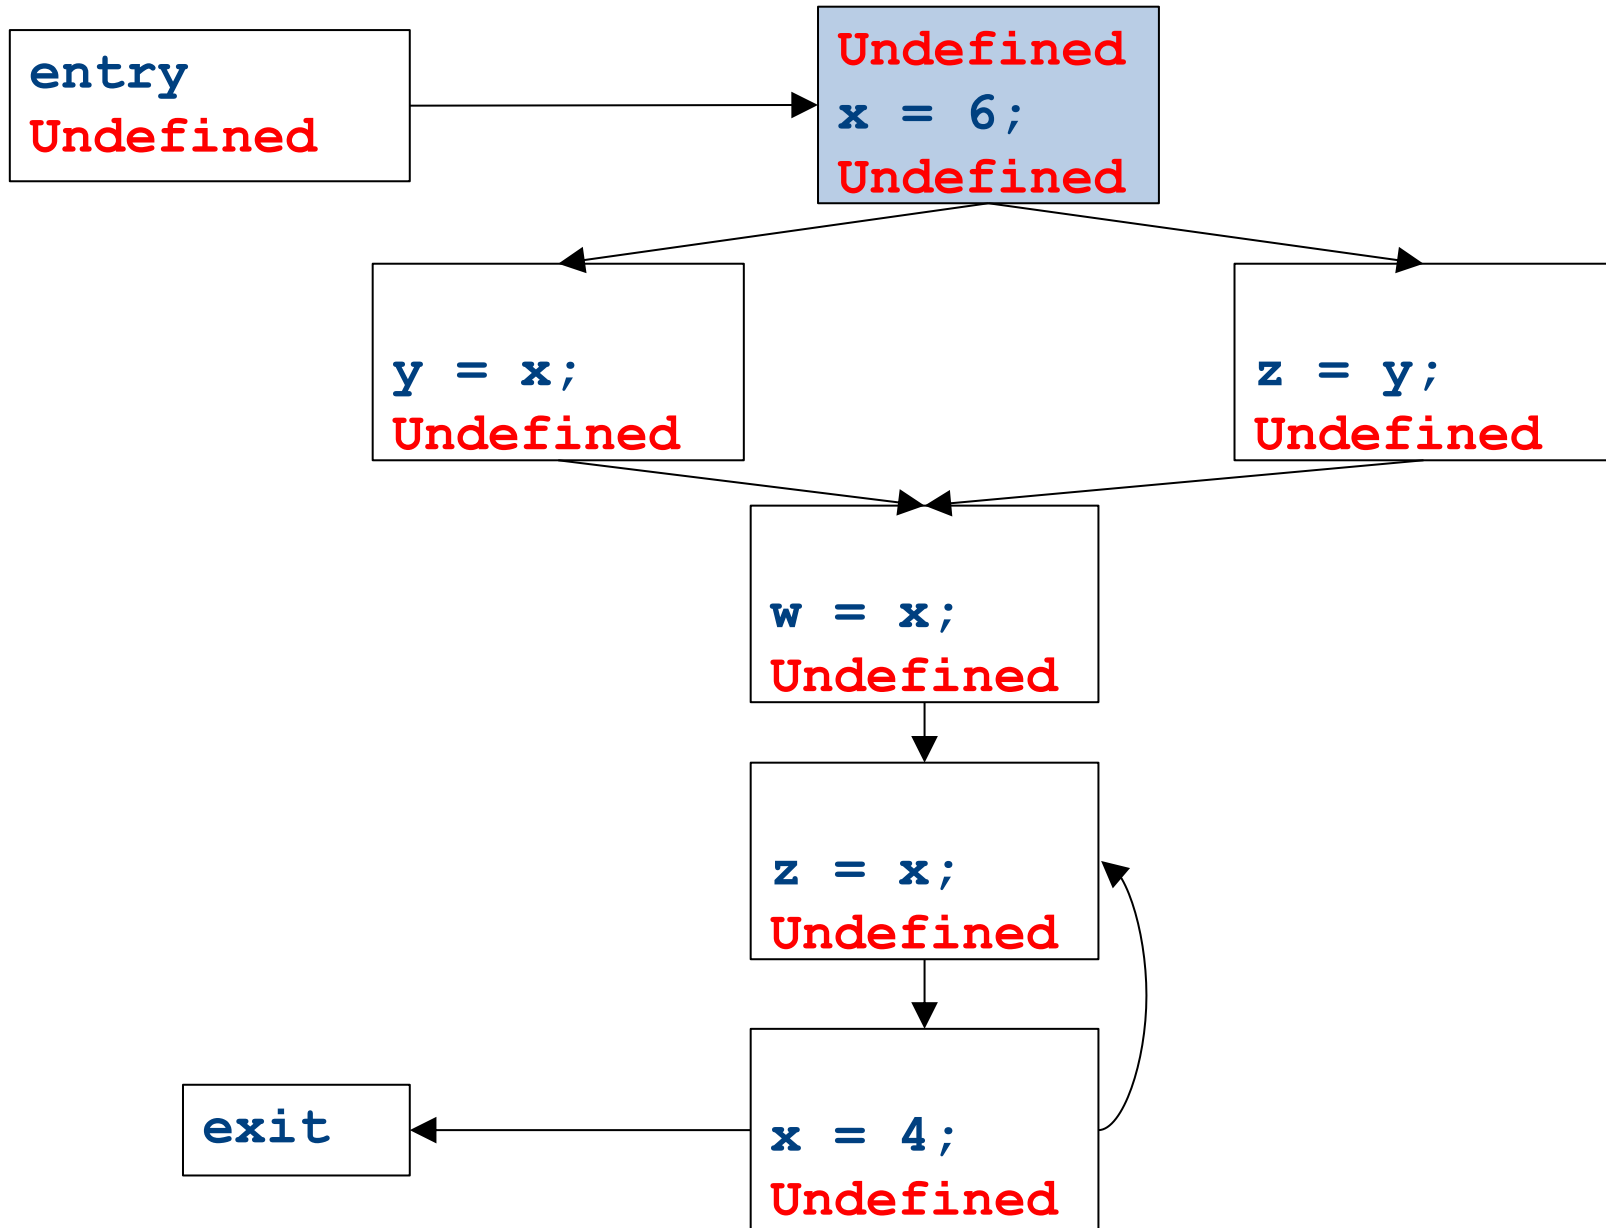 entry
Undefined
Undefined
x = 6;
Undefined
y = x;
Undefined
z = y;
Undefined
w = x;
Undefined
z = x;
Undefined
exit
x = 4;
Undefined